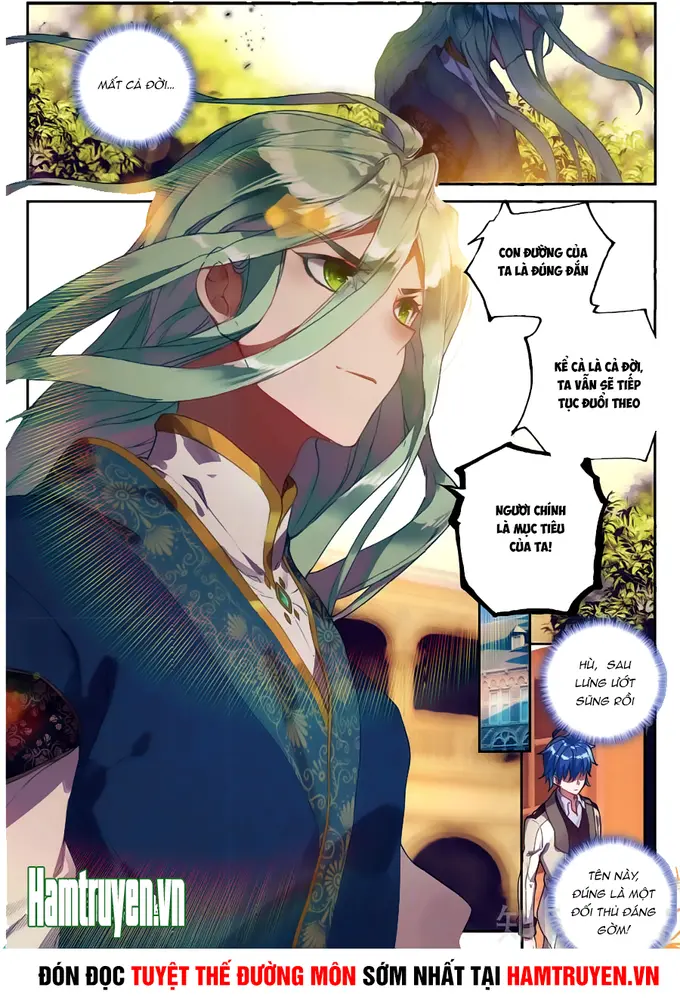 MẤT CẢ ĐỜI...
CON ĐƯỜNG CỦA
TA LÀ ĐÚNG ĐẮN
KỂ CẢ LÀ CẢ ĐỜI,
TA VẪN SẼ TIẾP
TỤC ĐUỔI THEO
NGƯƠI CHÍNH
LÀ MỤC TIÊU
CỦA TA!
HÙ, SAU
LƯNG ƯỚT
SŨNG RỒI
TÊN NÀY,
ĐÚNG LÀ MỘT
ĐỐI THỦ ĐÁNG
GỜM!
Hamtruyen.vn
知
ĐÓN ĐỌC TUYỆT THẾ ĐƯỜNG MÔN SỚM NHẤT TẠI HAMTRUYEN.VN